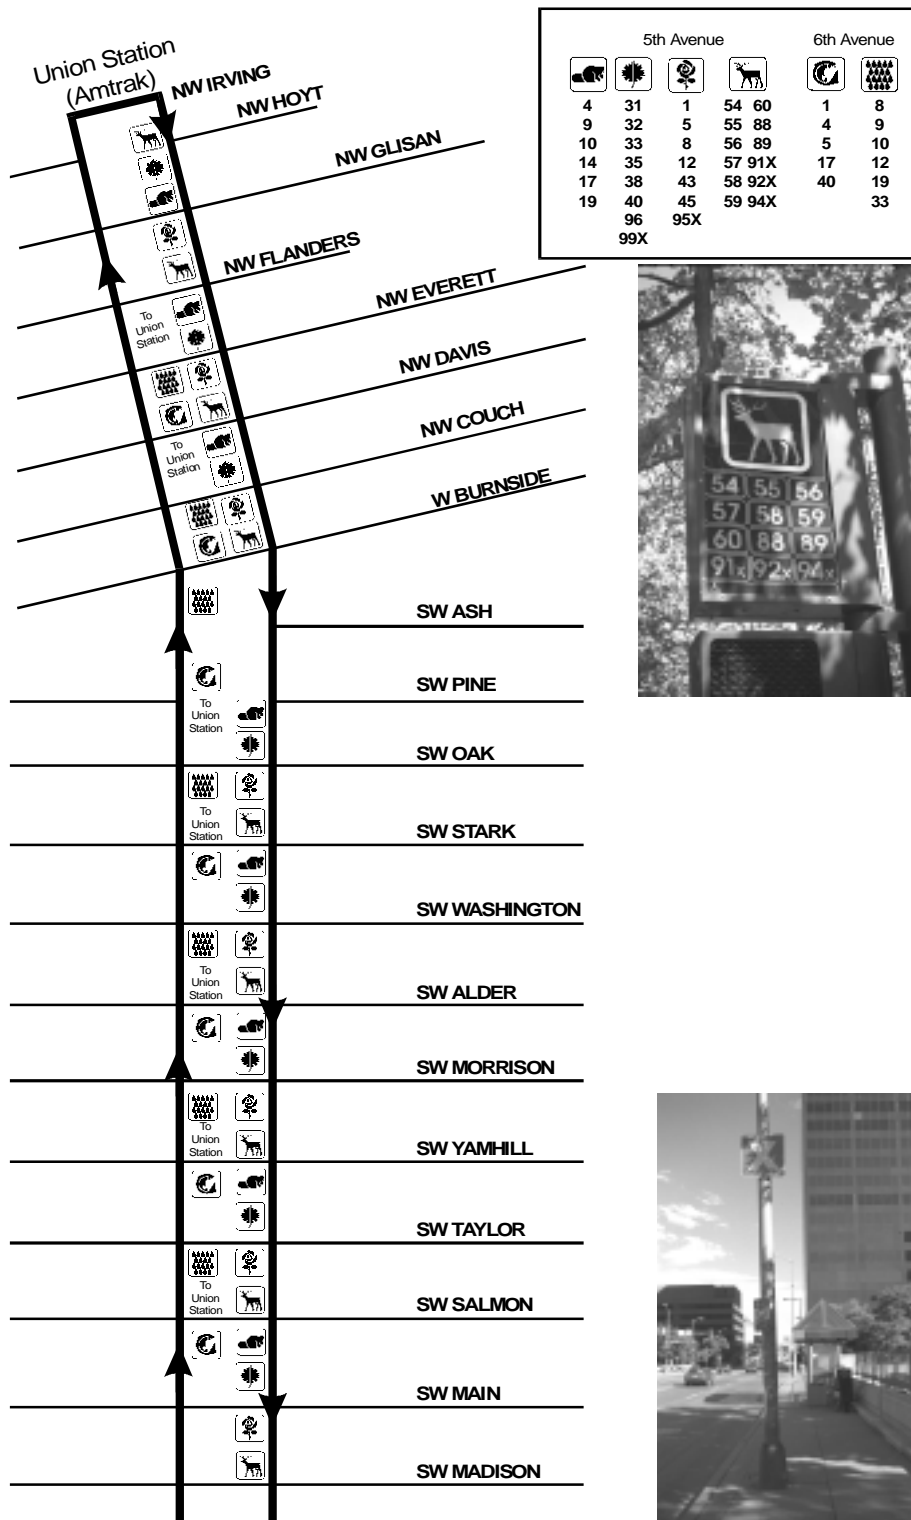 Union Station
(Amtrak)
NW IRVING
NW HOYT
NW GLISAN
NW FLANDERS
To
Union
Station
NW EVERETT
NW DAVIS
To
Union
Station
NW COUCH
W BURNSIDE
SW ASH
SW PINE
To
Union
Station
SW OAK
To
Union
Station
SW STARK
SW WASHINGTON
To
Union
Station
SW ALDER
SW MORRISON
To
Union
Station
SW YAMHILL
SW TAYLOR
To
Union
Station
SW SALMON
SW MAIN
SW MADISON
5th Avenue 6th Avenue
4 31 1 54 60 1 8
9 32 5 55 88 4 9
10 33 8 56 89 5 10
14 35 12 57 91X 17 12
17 38 43 58 92X 40 19
19 40 45 59 94X 33
96 95X
99X
54 55 56
57 58 59
60 88 89
91x 92x 94x